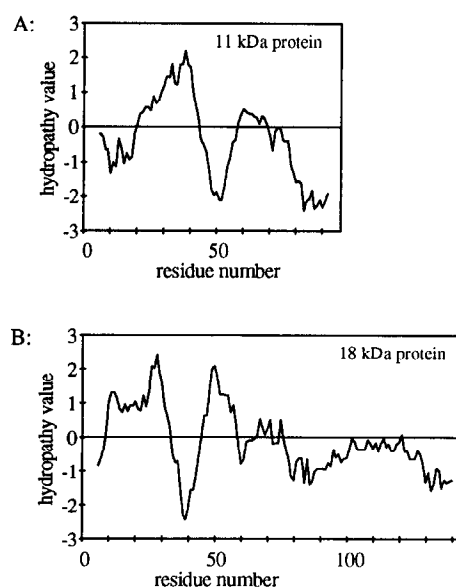 A:
11 kDa protein
3
2
1
0
-1
-2
-3
hydropathy value
0 50
residue number
B:
18 kDa protein
3
2
1
0
-1
-2
-3
hydropathy value
0 50 100
residue number